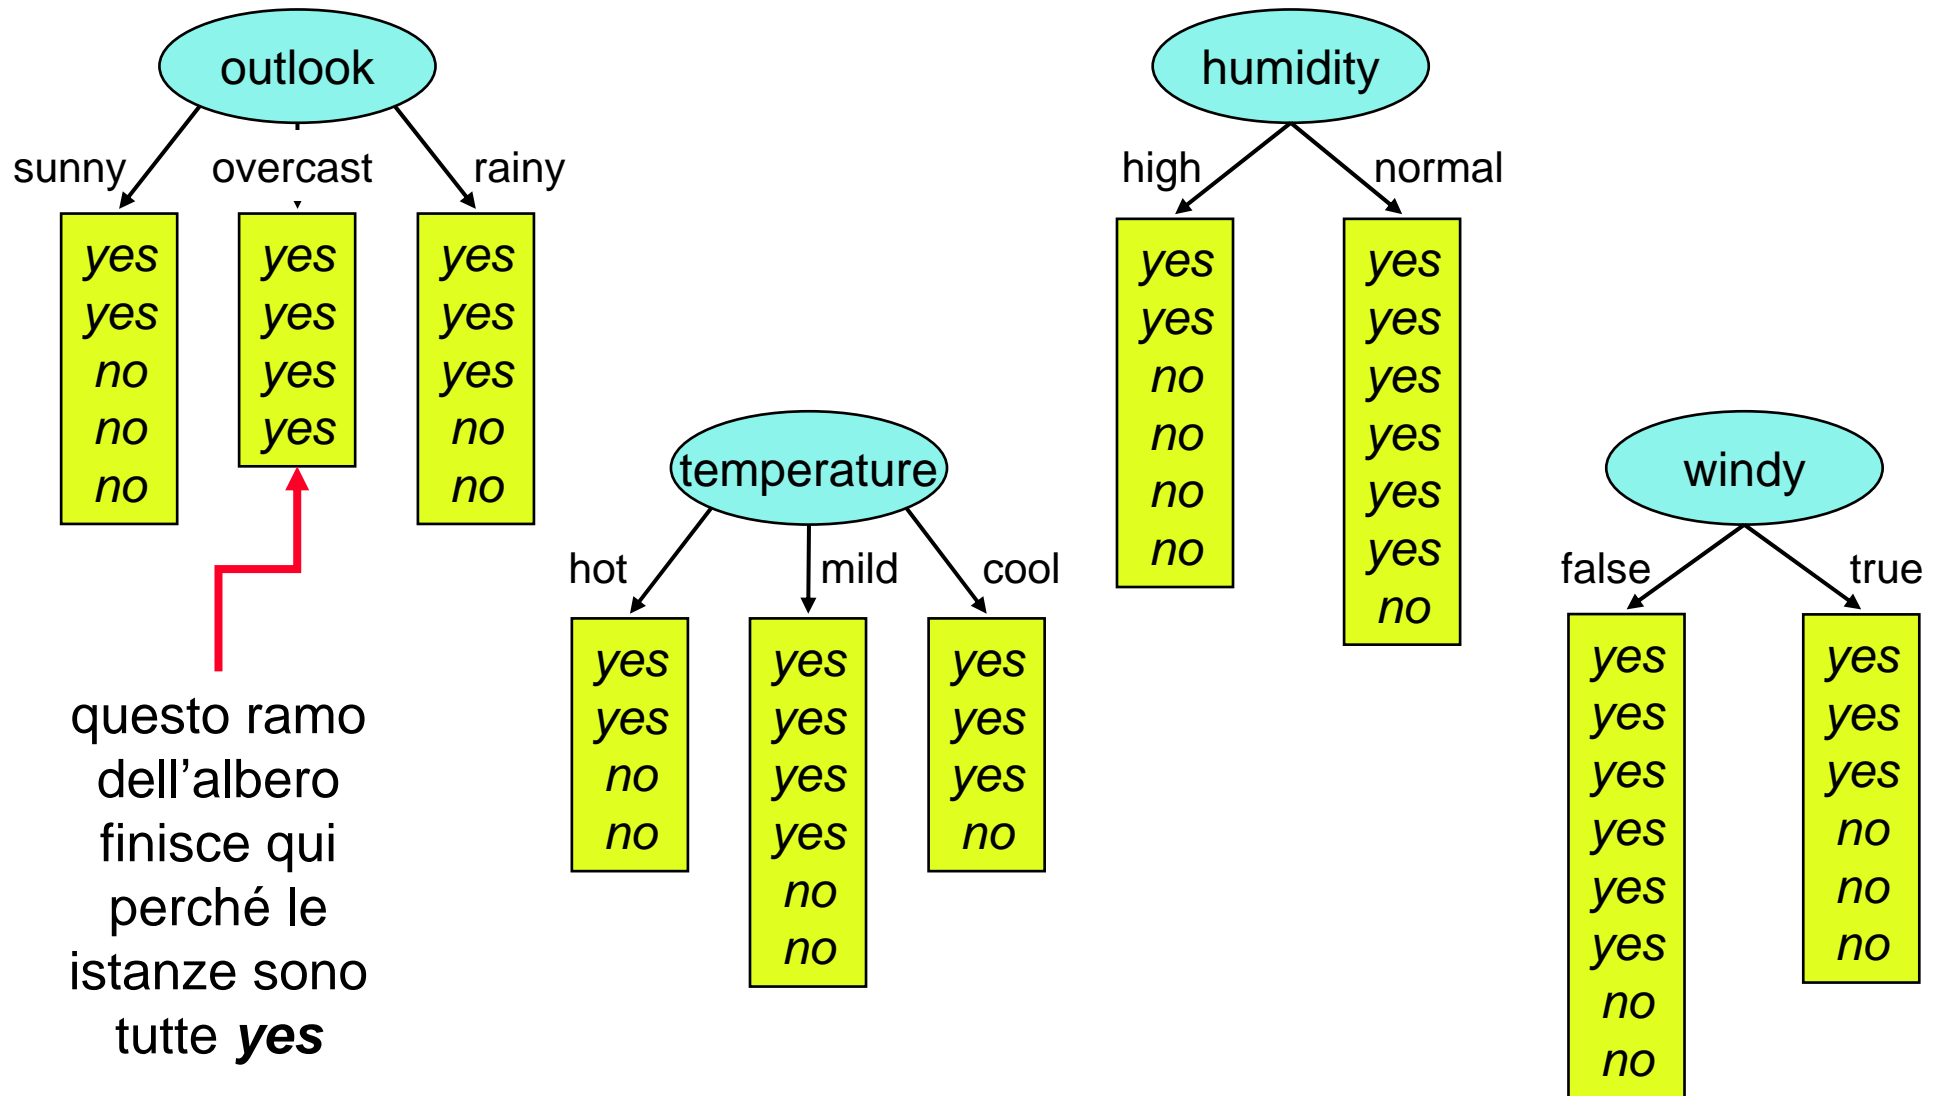 outlook
sunny
overcast
rainy
yes
yes
no
no
no
yes
yes
yes
yes
yes
yes
yes
no
no
questo ramo
dell'albero
finisce qui
perché le
istanze sono
tutte yes
temperature
hot
mild
cool
yes
yes
no
no
yes
yes
yes
yes
no
no
yes
yes
yes
no
humidity
high
normal
yes
yes
no
no
no
no
yes
yes
yes
yes
yes
yes
no
windy
false
true
yes
yes
yes
yes
yes
yes
no
no
yes
yes
yes
no
no
no